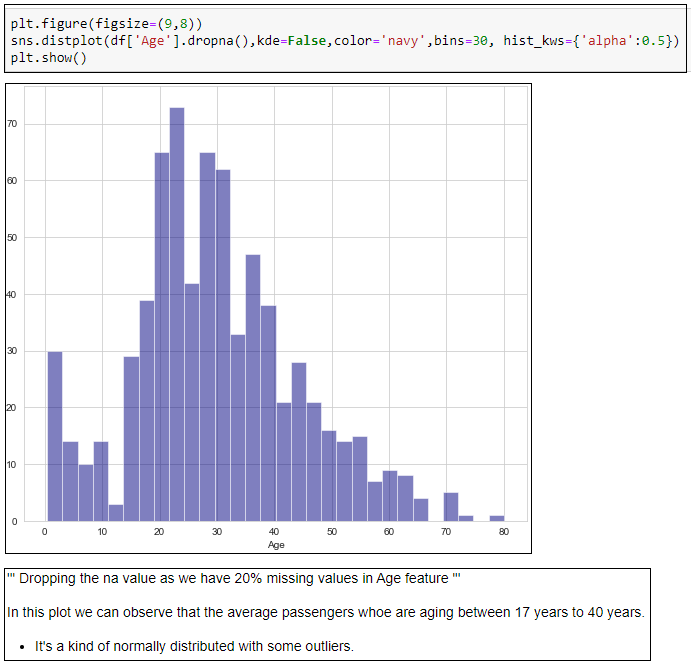 plt.figure(figsize=(9,8))
sns.distplot(df['Age'].dropna(),kde=False,color='navy',bins=30, hist_kws={'alpha':0.5})
plt.show()
70
60
50
40
30
20
10
0
0 10 20 30 40 50 60 70 80
Age
''' Dropping the na value as we have 20% missing values in Age feature '''
In this plot we can observe that the average passengers whoe are aging between 17 years to 40 years.
• It's a kind of normally distributed with some outliers.